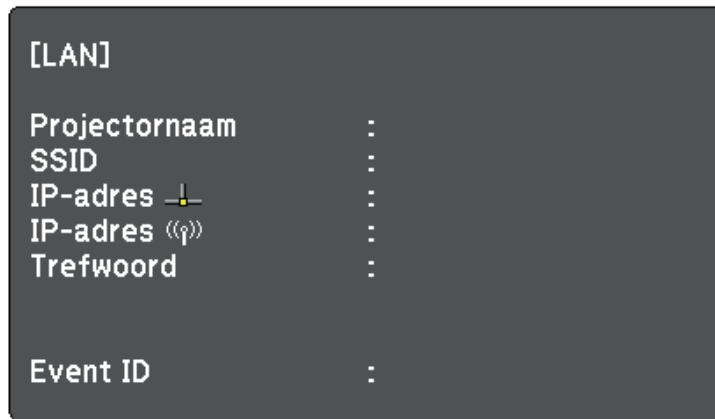 [LAN]
Projectornaam :
SSID :
IP-adres :
IP-adres :
Trefwoord :
Event ID :